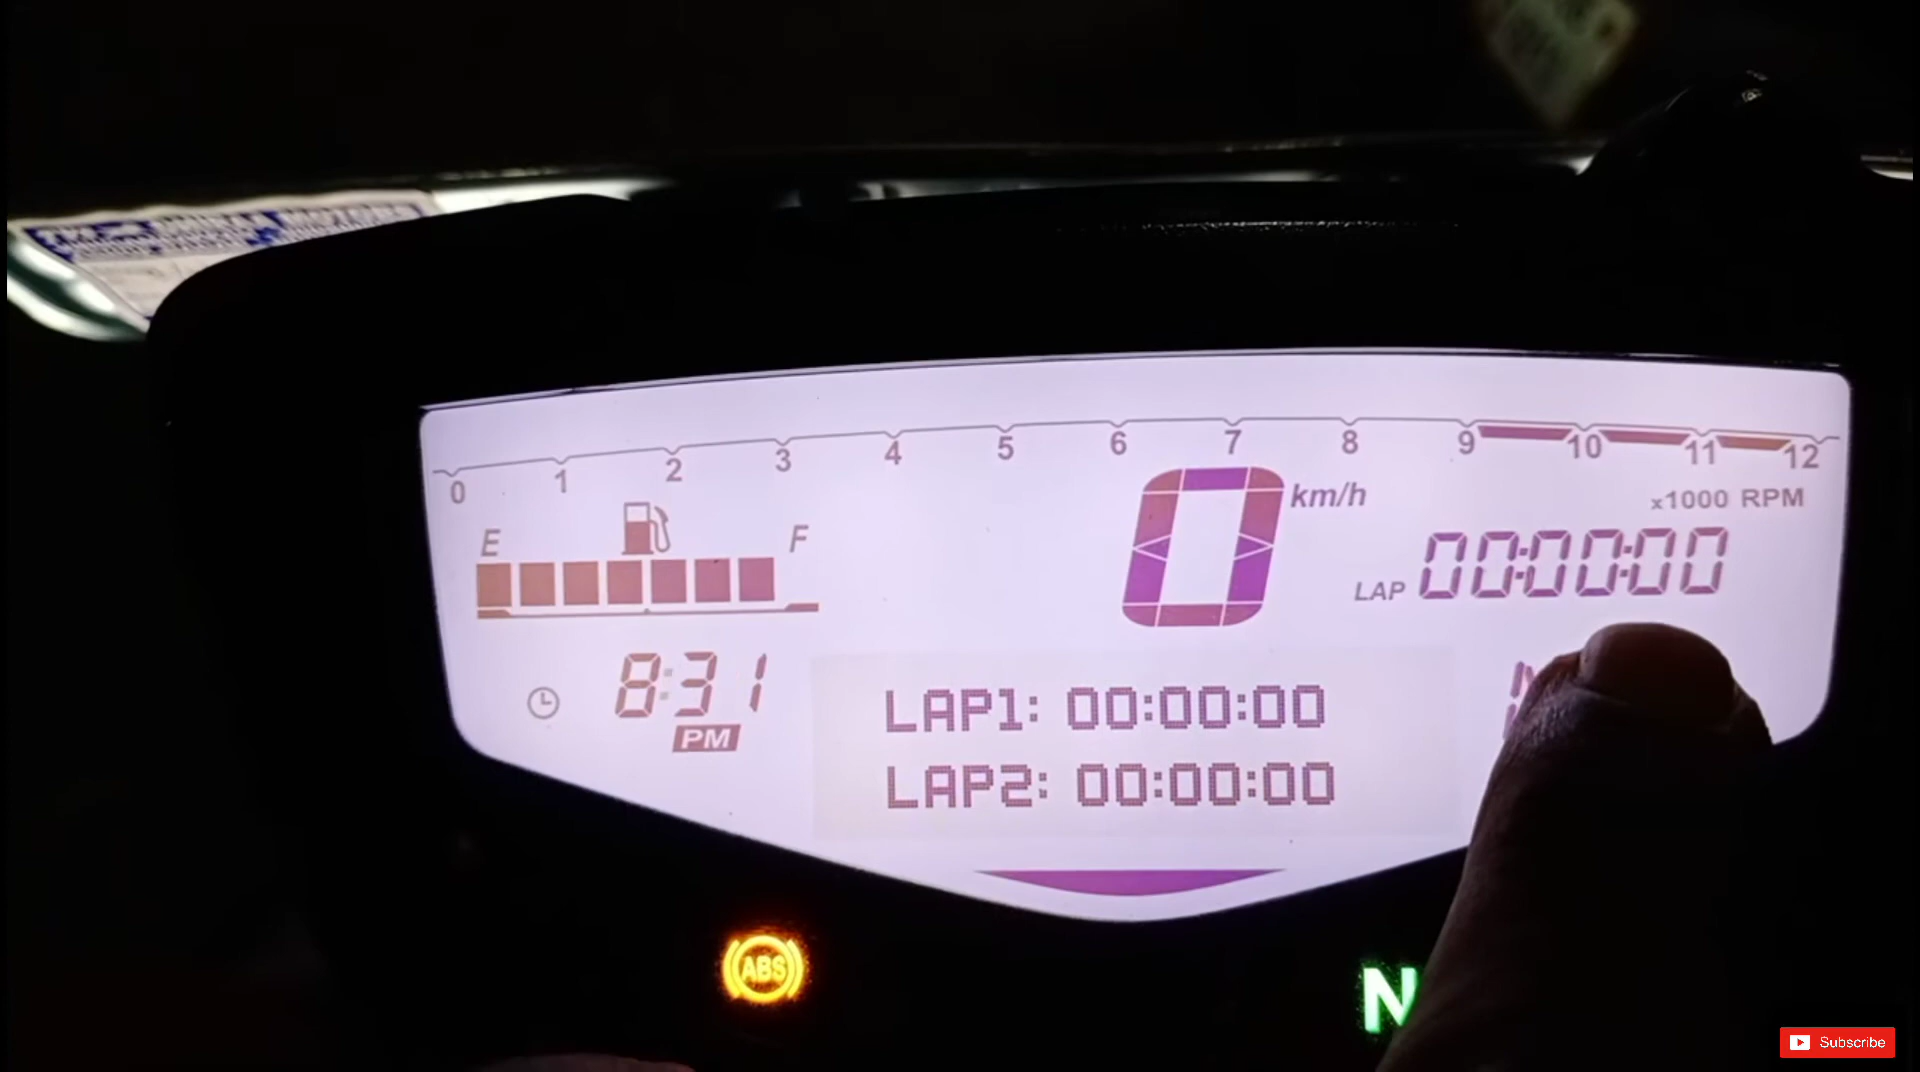 0 1 2 3 4 5 6 7 8 9 10 11 12
x1000 RPM
E F
0 km/h
LAP 00:00:00
8:31
PM
LAP1: 00:00:00
LAP2: 00:00:00
ABS
N
Subscribe